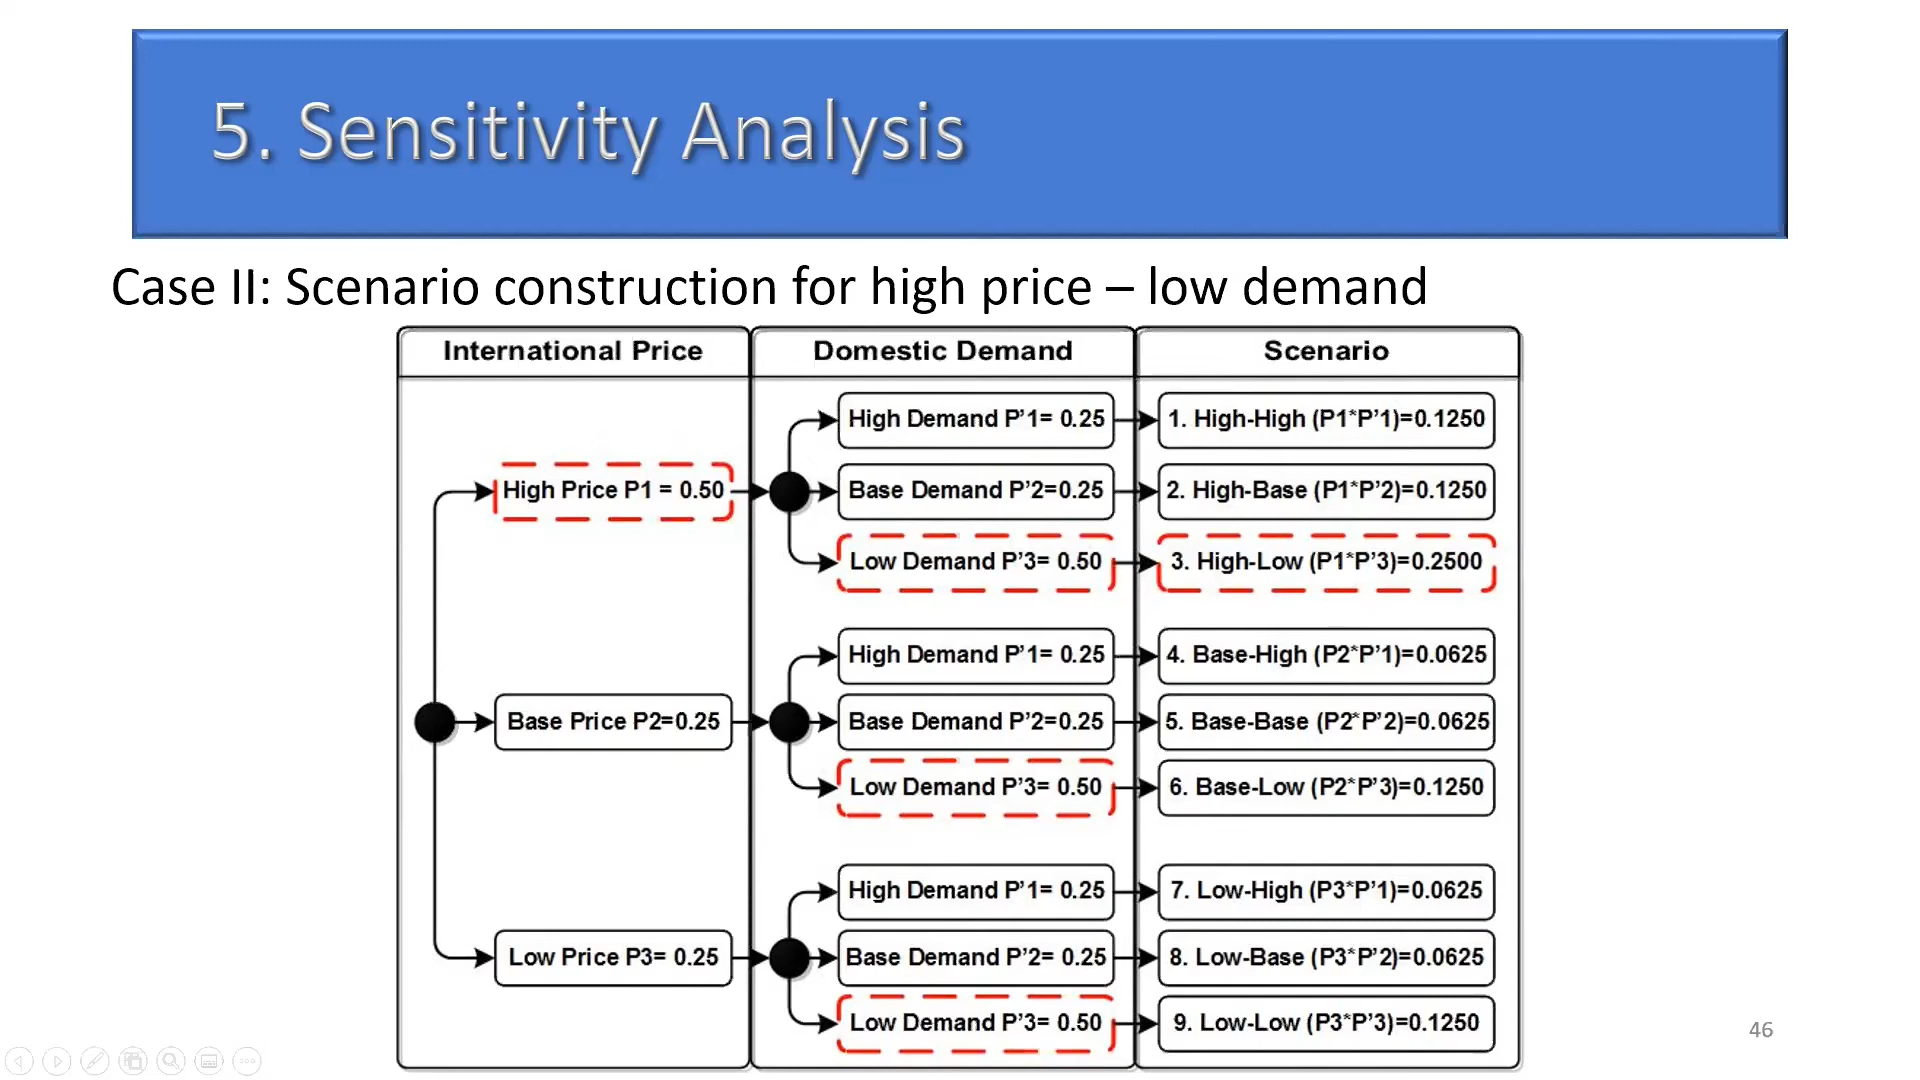 5. Sensitivity Analysis
Case II: Scenario construction for high price – low demand
International Price
Domestic Demand
Scenario
High Price P1 = 0.50
High Demand P'1= 0.25
1. High-High (P1*P'1)=0.1250
Base Demand P'2=0.25
2. High-Base (P1*P'2)=0.1250
Low Demand P'3= 0.50
3. High-Low (P1*P'3)=0.2500
Base Price P2=0.25
High Demand P'1= 0.25
4. Base-High (P2*P'1)=0.0625
Base Demand P'2=0.25
5. Base-Base (P2*P'2)=0.0625
Low Demand P'3= 0.50
6. Base-Low (P2*P'3)=0.1250
Low Price P3= 0.25
High Demand P'1= 0.25
7. Low-High (P3*P'1)=0.0625
Base Demand P'2= 0.25
8. Low-Base (P3*P'2)=0.0625
Low Demand P'3= 0.50
9. Low-Low (P3*P'3)=0.1250
46